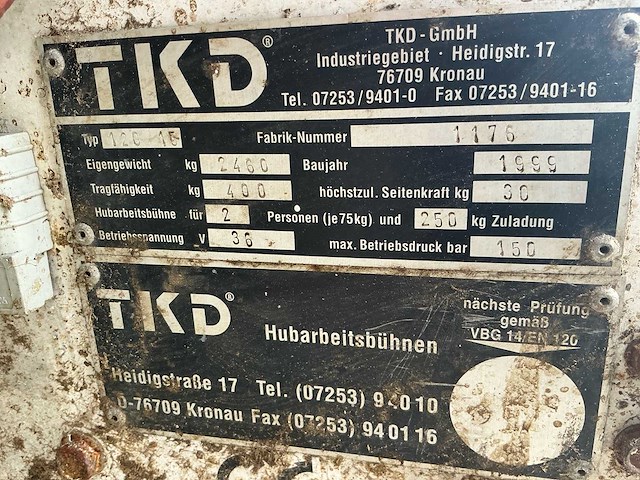 TKD®
TKD - GmbH
Industriegebiet · Heidigstr. 17
76709 Kronau
Tel. 07253/9401-0 Fax 07253/9401-16
Typ Fabrik-Nummer 1176
Eigengewicht kg 2460 Baujahr 1999
Tragfähigkeit kg 400 höchstzul. Seitenkraft kg 30
Hubarbeitsbühne für 2 Personen (je75kg) und 250 kg Zuladung
Betriebsspannung V 36 max. Betriebsdruck bar 150
TKD®
Hubarbeitsbühnen
nächste Prüfung
gemäß
VBG 14/EN 120
Heidigstraße 17 Tel. (07253) 94010
D-76709 Kronau Fax (07253) 940116